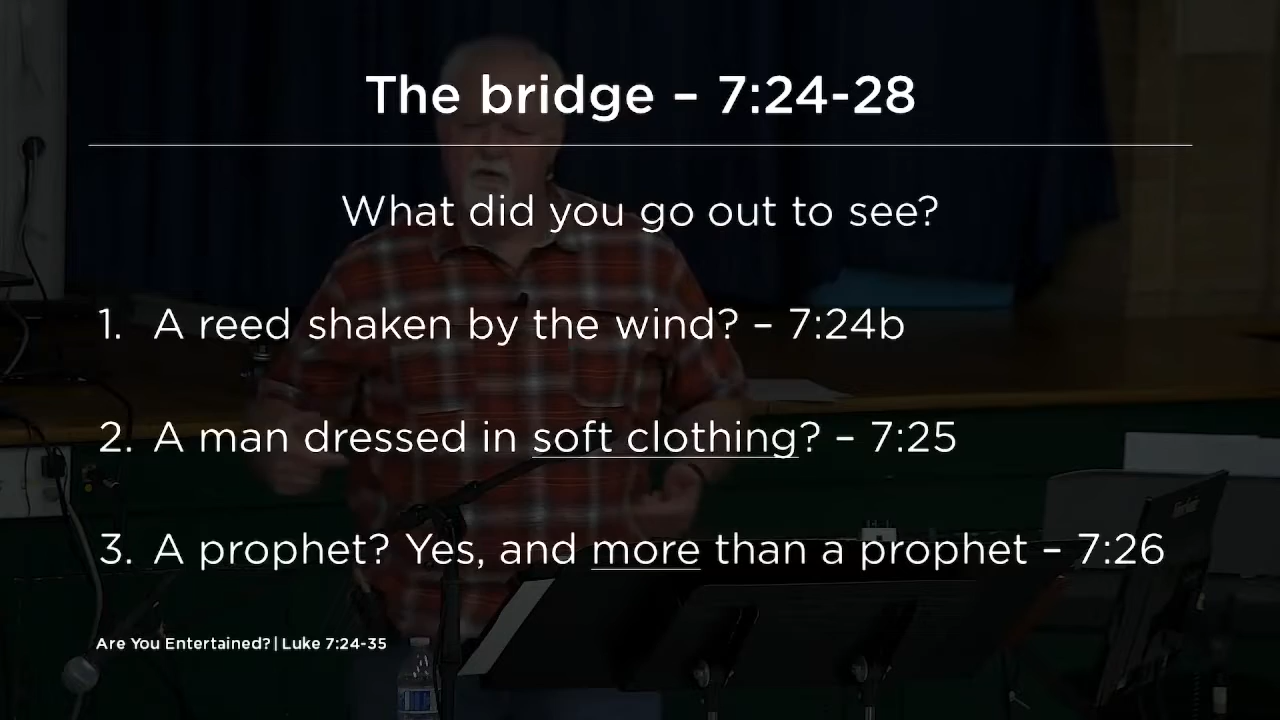 The bridge – 7:24-28
What did you go out to see?
1. A reed shaken by the wind? – 7:24b
2. A man dressed in soft clothing? – 7:25
3. A prophet? Yes, and more than a prophet – 7:26
Are You Entertained? | Luke 7:24-35